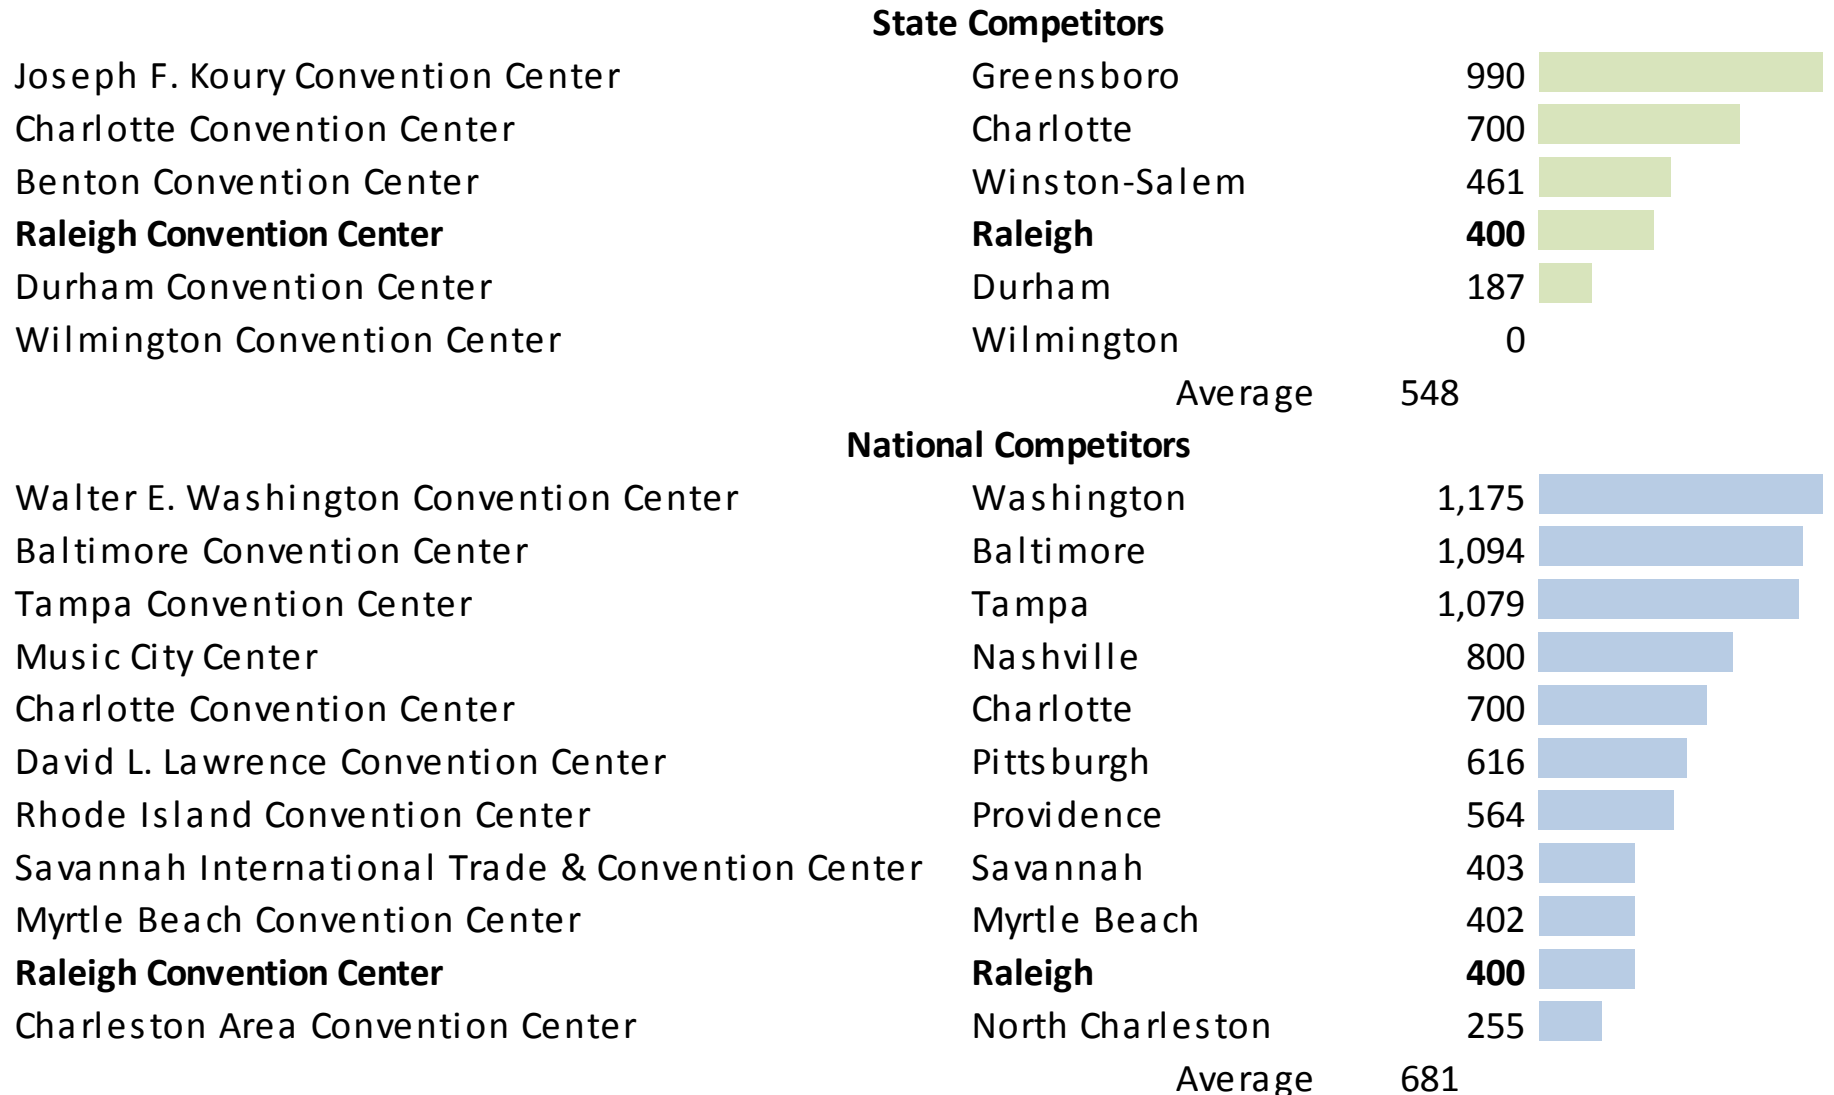 State Competitors
Joseph F. Koury Convention Center Greensboro 990
Charlotte Convention Center Charlotte 700
Benton Convention Center Winston-Salem 461
Raleigh Convention Center Raleigh 400
Durham Convention Center Durham 187
Wilmington Convention Center Wilmington 0
Average 548
National Competitors
Walter E. Washington Convention Center Washington 1,175
Baltimore Convention Center Baltimore 1,094
Tampa Convention Center Tampa 1,079
Music City Center Nashville 800
Charlotte Convention Center Charlotte 700
David L. Lawrence Convention Center Pittsburgh 616
Rhode Island Convention Center Providence 564
Savannah International Trade & Convention Center Savannah 403
Myrtle Beach Convention Center Myrtle Beach 402
Raleigh Convention Center Raleigh 400
Charleston Area Convention Center North Charleston 255
Average 681